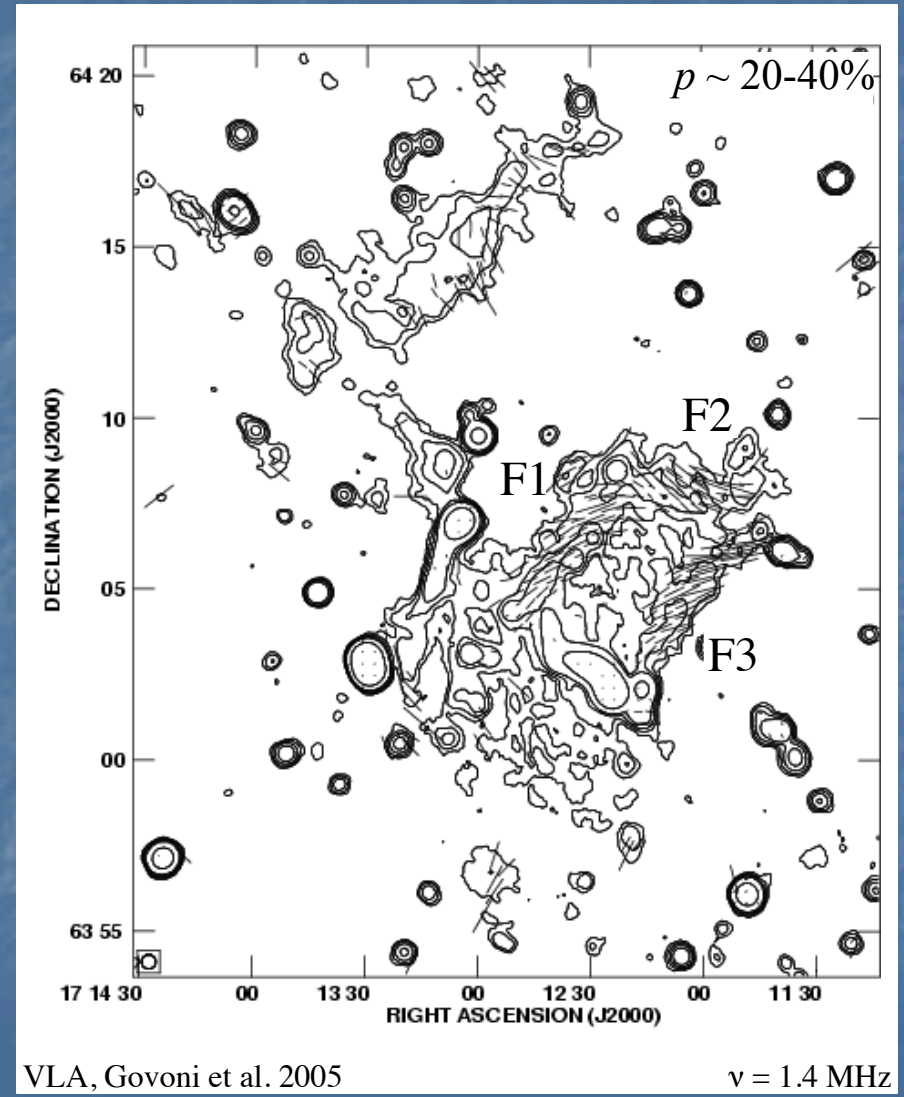 p ~ 20-40%
64 20
15
10
05
00
63 55
DECLINATION (J2000)
F1
F2
F3
17 14 30
00
13 30
00
12 30
00
11 30
RIGHT ASCENSION (J2000)
VLA, Govoni et al. 2005
ν = 1.4 MHz